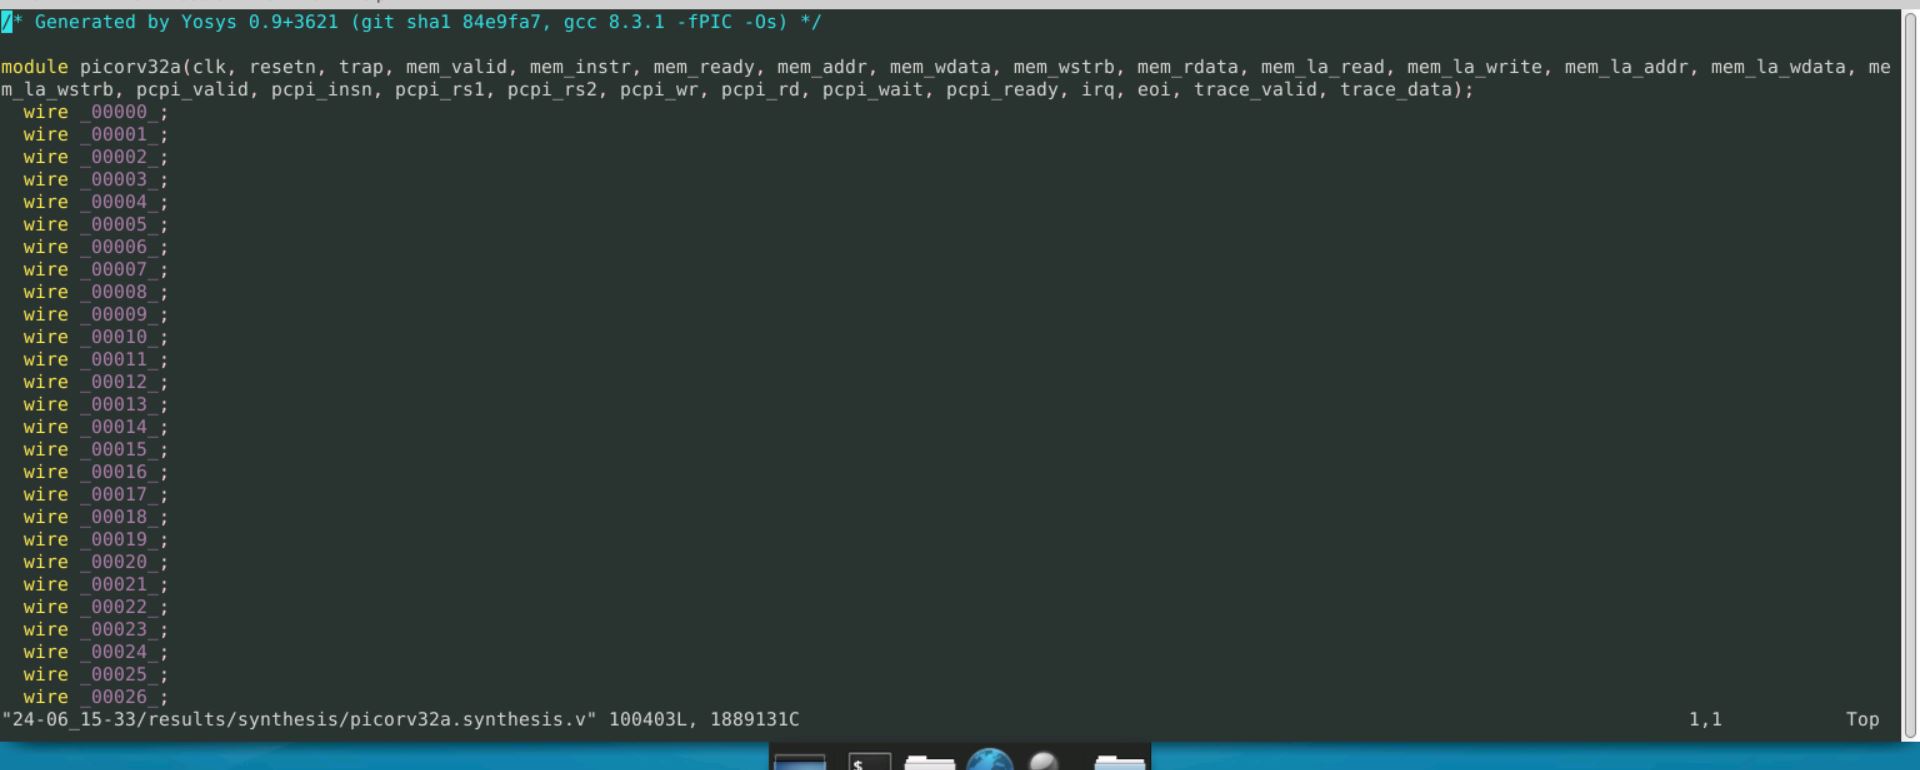 /* Generated by Yosys 0.9+3621 (git sha1 84e9fa7, gcc 8.3.1 -fPIC -Os) */
module picorv32a(clk, resetn, trap, mem_valid, mem_instr, mem_ready, mem_addr, mem_wdata, mem_wstrb, mem_rdata, mem_la_read, mem_la_write, mem_la_addr, mem_la_wdata, me
m_la_wstrb, pcpi_valid, pcpi_insn, pcpi_rs1, pcpi_rs2, pcpi_wr, pcpi_rd, pcpi_wait, pcpi_ready, irq, eoi, trace_valid, trace_data);
  wire _00000_;
  wire _00001_;
  wire _00002_;
  wire _00003_;
  wire _00004_;
  wire _00005_;
  wire _00006_;
  wire _00007_;
  wire _00008_;
  wire _00009_;
  wire _00010_;
  wire _00011_;
  wire _00012_;
  wire _00013_;
  wire _00014_;
  wire _00015_;
  wire _00016_;
  wire _00017_;
  wire _00018_;
  wire _00019_;
  wire _00020_;
  wire _00021_;
  wire _00022_;
  wire _00023_;
  wire _00024_;
  wire _00025_;
  wire _00026_;
"24-06_15-33/results/synthesis/picorv32a.synthesis.v" 100403L, 1889131C 1,1 Top
$